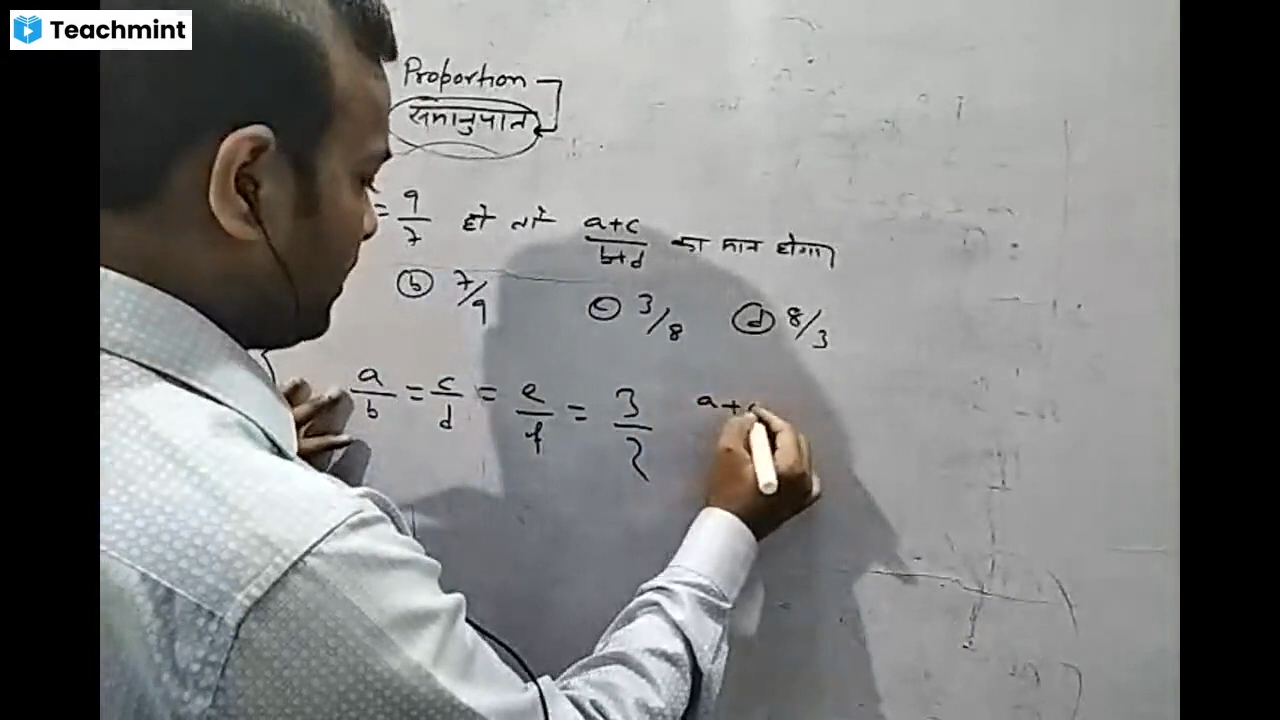 Teachmint
Proportion
समानुपात
= 9/7 हो तो a+c/b+d का मान होगा
(b) 7/9 (c) 3/8 (d) 8/3
a/b = c/d = e/f = 3/2 a+c